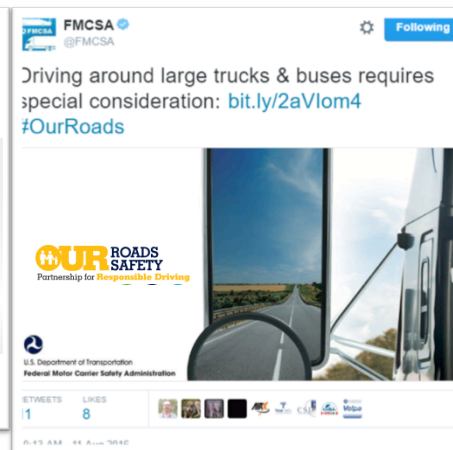 FMCSA
@FMCSA
Following
Driving around large trucks & buses requires
special consideration: bit.ly/2aVIom4
#OurRoads
OUR ROADS
SAFETY
Partnership for Responsible Driving
U.S. Department of Transportation
Federal Motor Carrier Safety Administration
LIKES
8